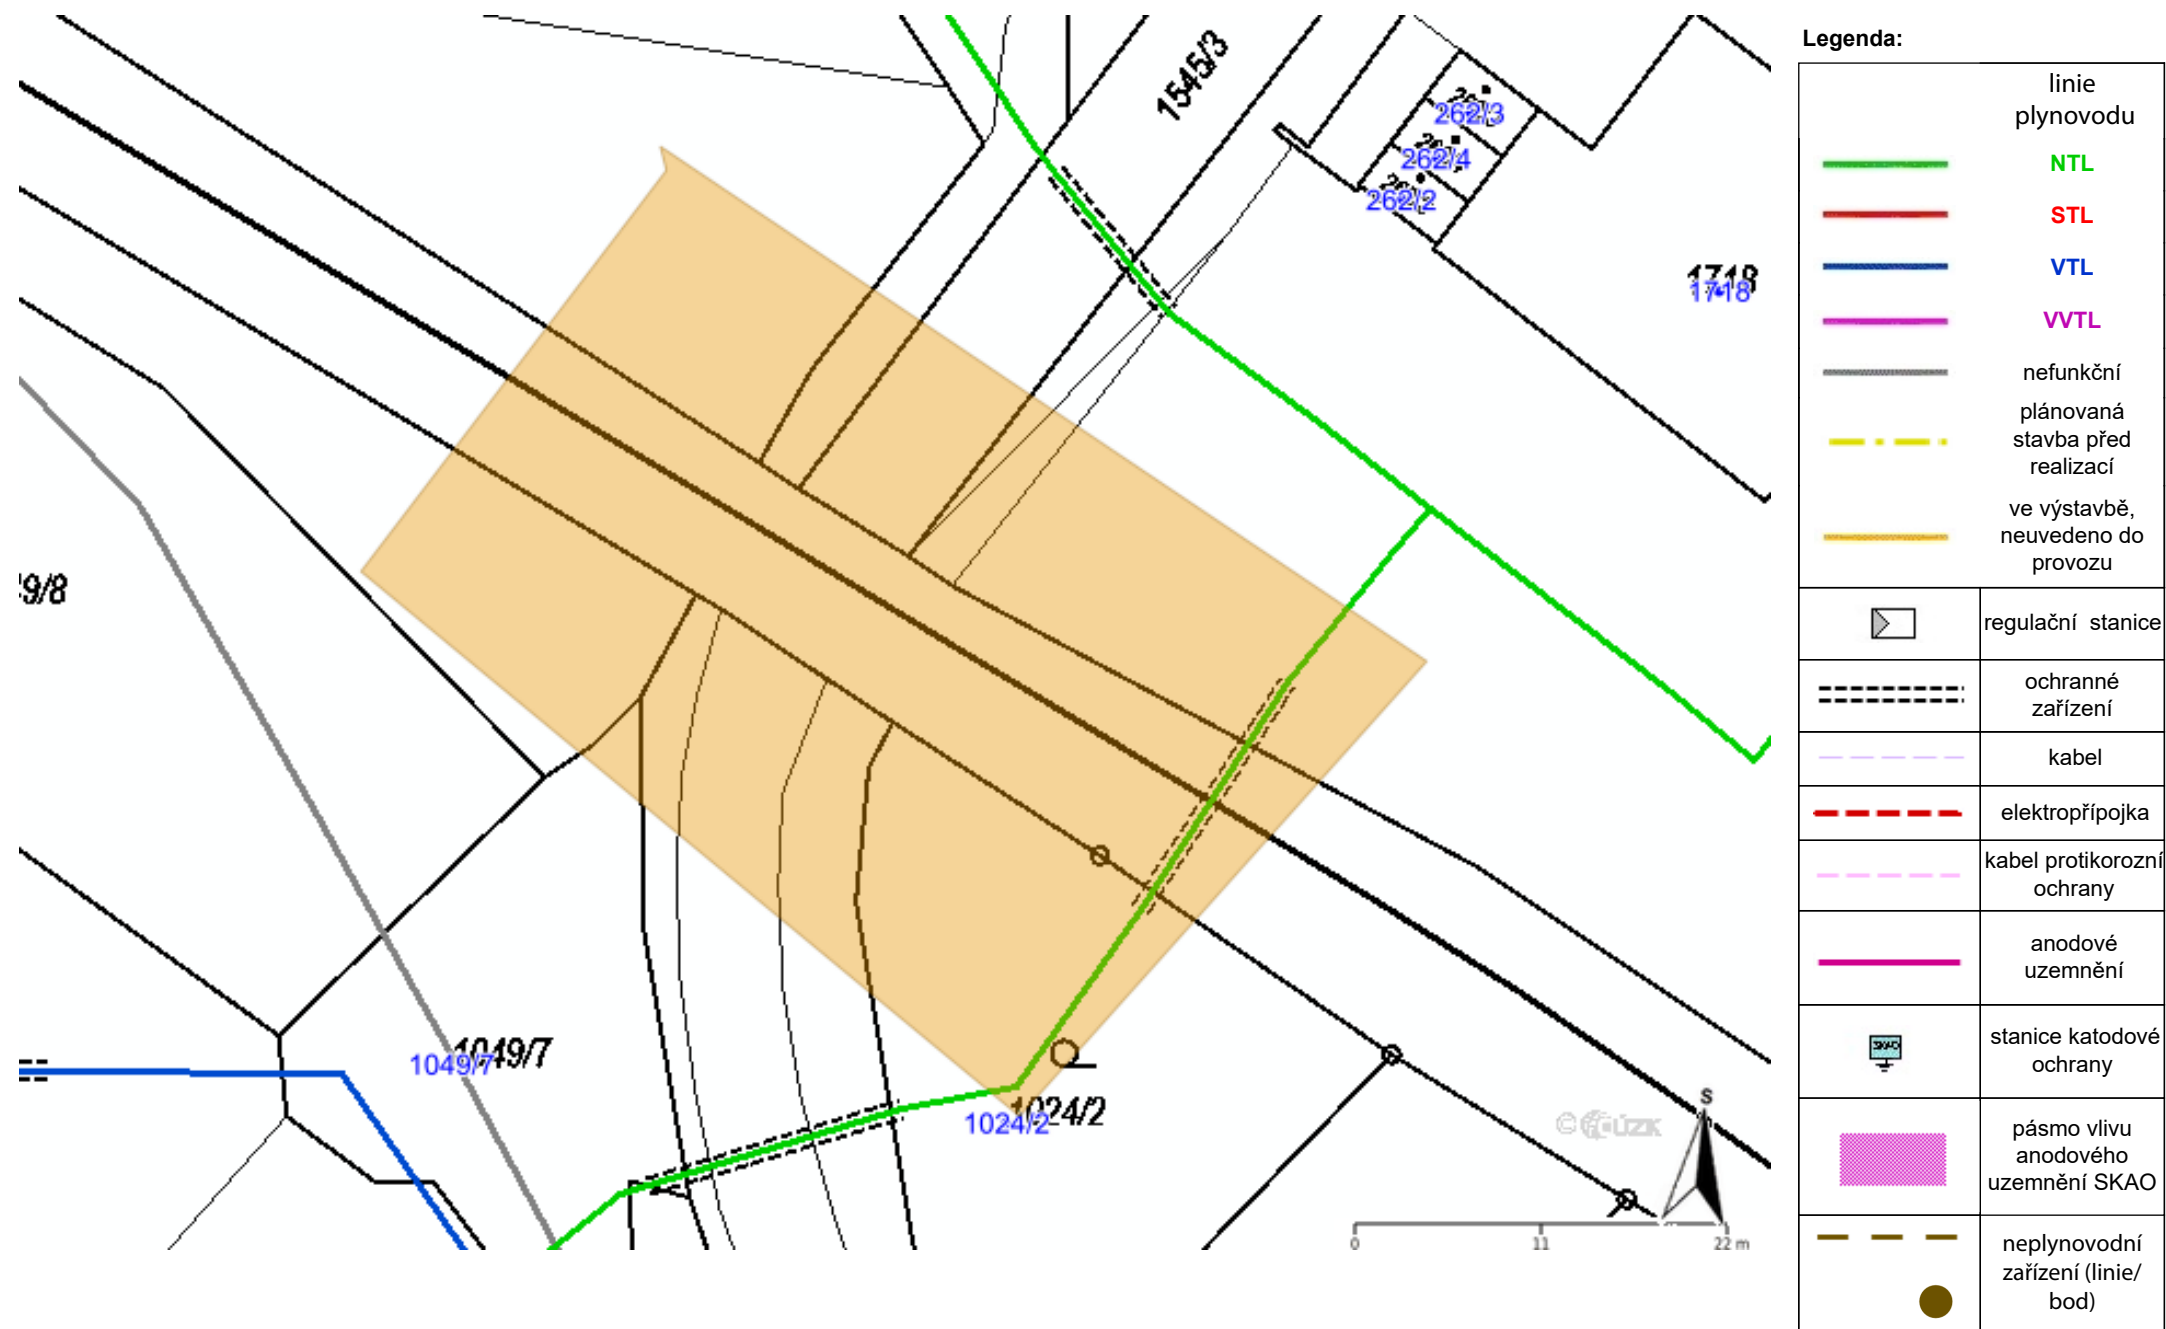 1545/3
262/3
262/4
262/2
1718
1718
9/8
1049/7
1049/7
1024/2
1024/2
© ČÚZK
S
0 11 22 m
Legenda:
linie
plynovodu
NTL
STL
VTL
VVTL
nefunkční
plánovaná
stavba před
realizací
ve výstavbě,
neuvedeno do
provozu
regulační stanice
ochranné
zařízení
kabel
elektropřípojka
kabel protikorozní
ochrany
anodové
uzemnění
SKAO
stanice katodové
ochrany
pásmo vlivu
anodového
uzemnění SKAO
neplynovodní
zařízení (linie/
bod)